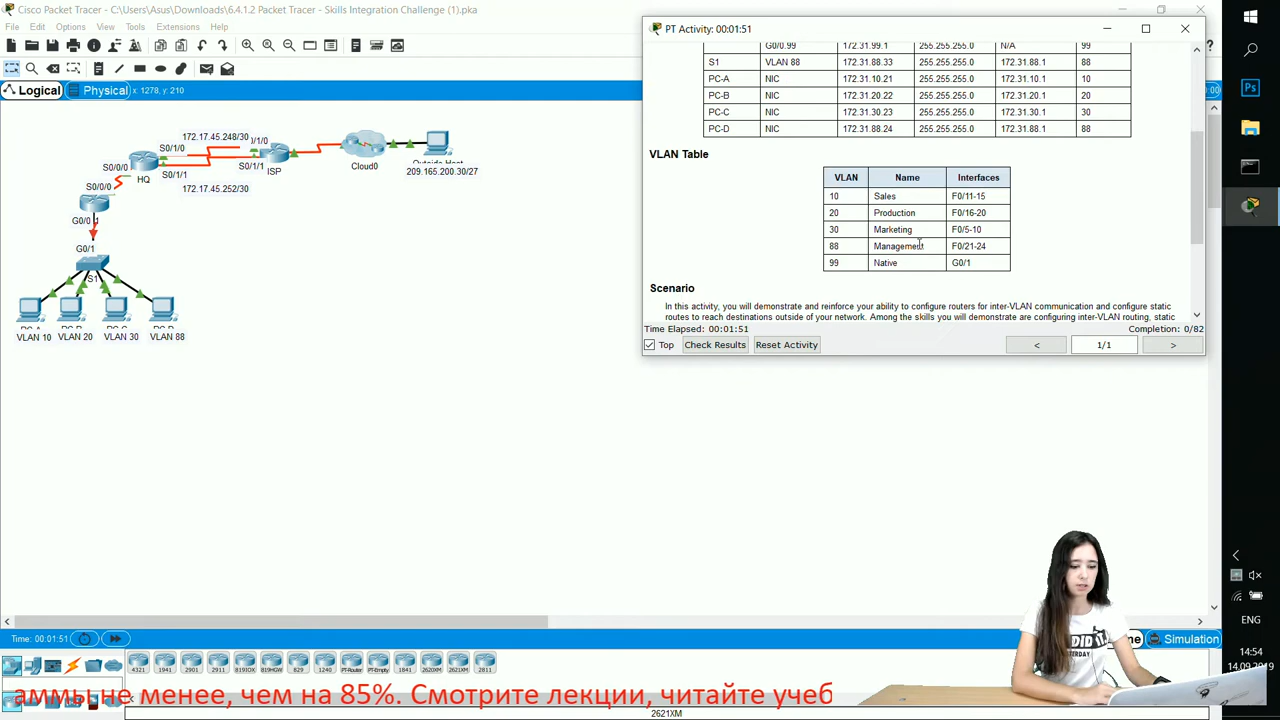 Cisco Packet Tracer - C:\Users\Asus\Downloads\6.4.1.2 Packet Tracer - Skills Integration Challenge (1).pka
File Edit Options View Tools Extensions Help
Logical Physical x: 1278, y: 210
PT Activity: 00:01:51
G0/0.99 172.31.99.1 255.255.255.0 N/A 99
S1 VLAN 88 172.31.88.33 255.255.255.0 172.31.88.1 88
PC-A NIC 172.31.10.21 255.255.255.0 172.31.10.1 10
PC-B NIC 172.31.20.22 255.255.255.0 172.31.20.1 20
PC-C NIC 172.31.30.23 255.255.255.0 172.31.30.1 30
PC-D NIC 172.31.88.24 255.255.255.0 172.31.88.1 88
VLAN Table
VLAN Name Interfaces
10 Sales F0/11-15
20 Production F0/16-20
30 Marketing F0/5-10
88 Management F0/21-24
99 Native G0/1
Scenario
In this activity, you will demonstrate and reinforce your ability to configure routers for inter-VLAN communication and configure static
routes to reach destinations outside of your network. Among the skills you will demonstrate are configuring inter-VLAN routing, static
Time Elapsed: 00:01:51 Completion: 0/82
Top Check Results Reset Activity < 1/1 >
172.17.45.248/30
S0/1/0
S0/0/0 HQ S0/1/1
S0/1/1 ISP
Cloud0
Outside Host
209.165.200.30/27
172.17.45.252/30
S0/0/0
G0/1
S1
VLAN 10 VLAN 20 VLAN 30 VLAN 88
Time: 00:01:51
Simulation
4321 1941 2901 2911 819IOX 819HGW 829 1240 PT-Router PT-Empty 1841 2620XM 2621XM 2811
аммы не менее, чем на 85%. Смотрите лекции, читайте учеб
2621XM
ENG
14:54
14.09.2019